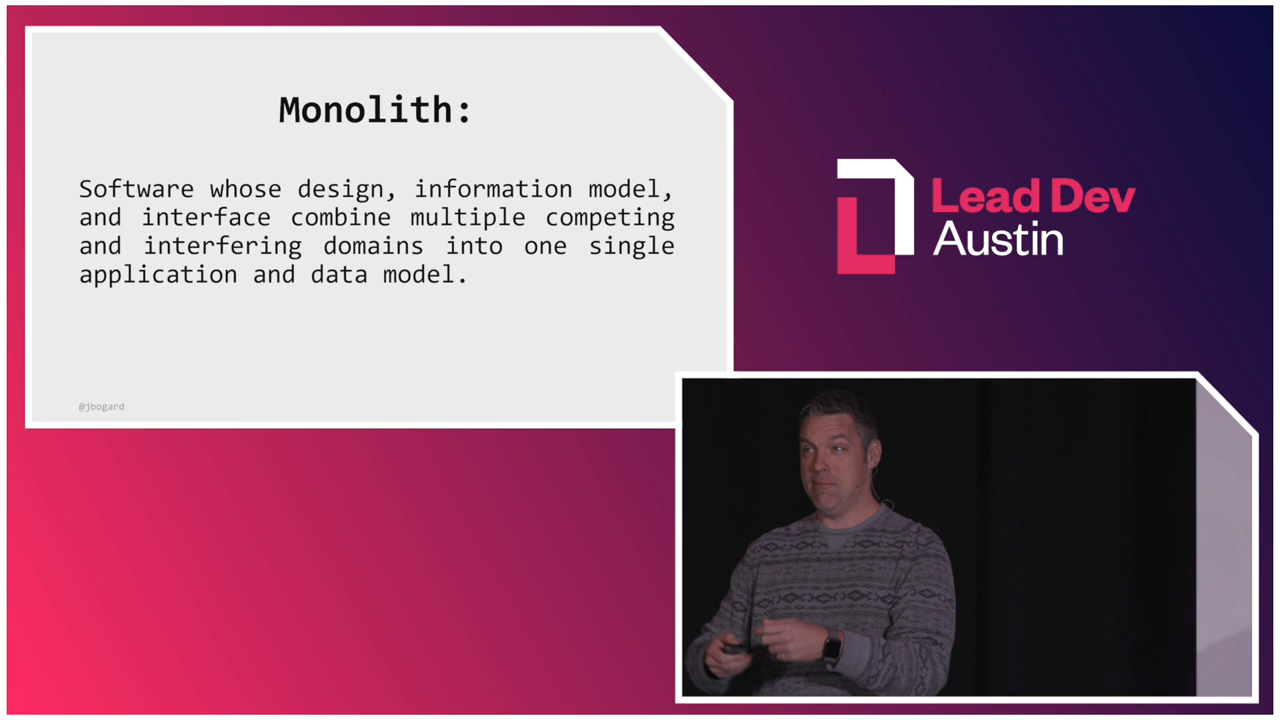 Monolith:
Software whose design, information model,
and interface combine multiple competing
and interfering domains into one single
application and data model.
@jbogard
Lead Dev
Austin